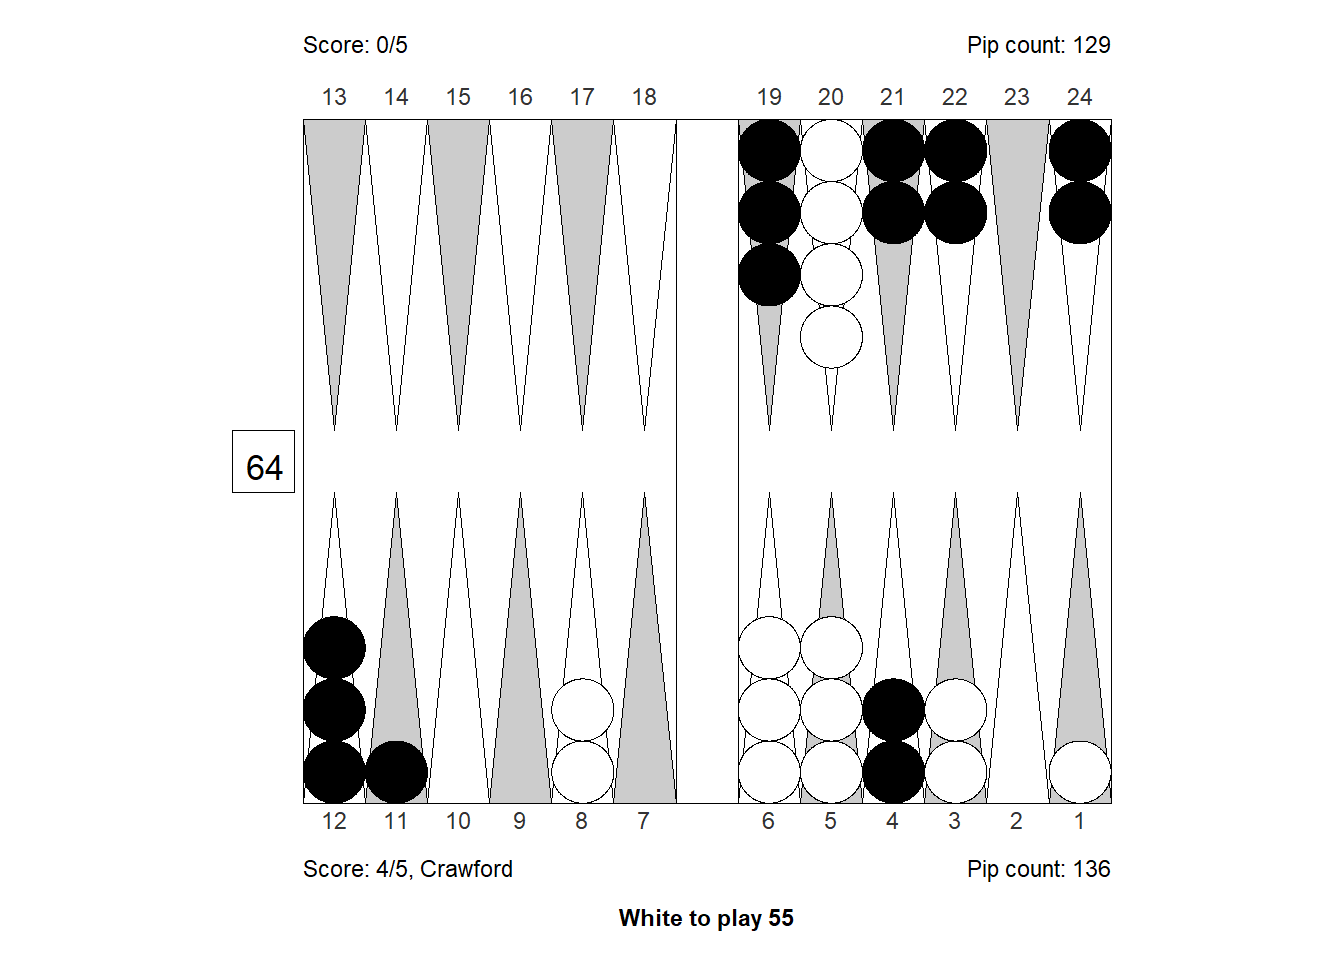 Score: 0/5 Pip count: 129
13 14 15 16 17 18 19 20 21 22 23 24
64
12 11 10 9 8 7 6 5 4 3 2 1
Score: 4/5, Crawford Pip count: 136
White to play 55